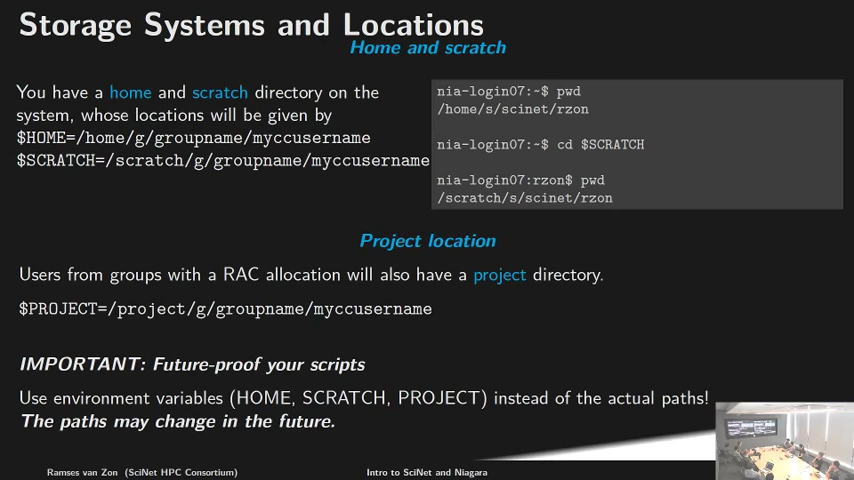 Storage Systems and Locations
Home and scratch
You have a home and scratch directory on the
system, whose locations will be given by
$HOME=/home/g/groupname/myccusername
$SCRATCH=/scratch/g/groupname/myccusername
nia-login07:~$ pwd
/home/s/scinet/rzon
nia-login07:~$ cd $SCRATCH
nia-login07:rzon$ pwd
/scratch/s/scinet/rzon
Project location
Users from groups with a RAC allocation will also have a project directory.
$PROJECT=/project/g/groupname/myccusername
IMPORTANT: Future-proof your scripts
Use environment variables (HOME, SCRATCH, PROJECT) instead of the actual paths!
The paths may change in the future.
Ramses van Zon (SciNet HPC Consortium)
Intro to SciNet and Niagara